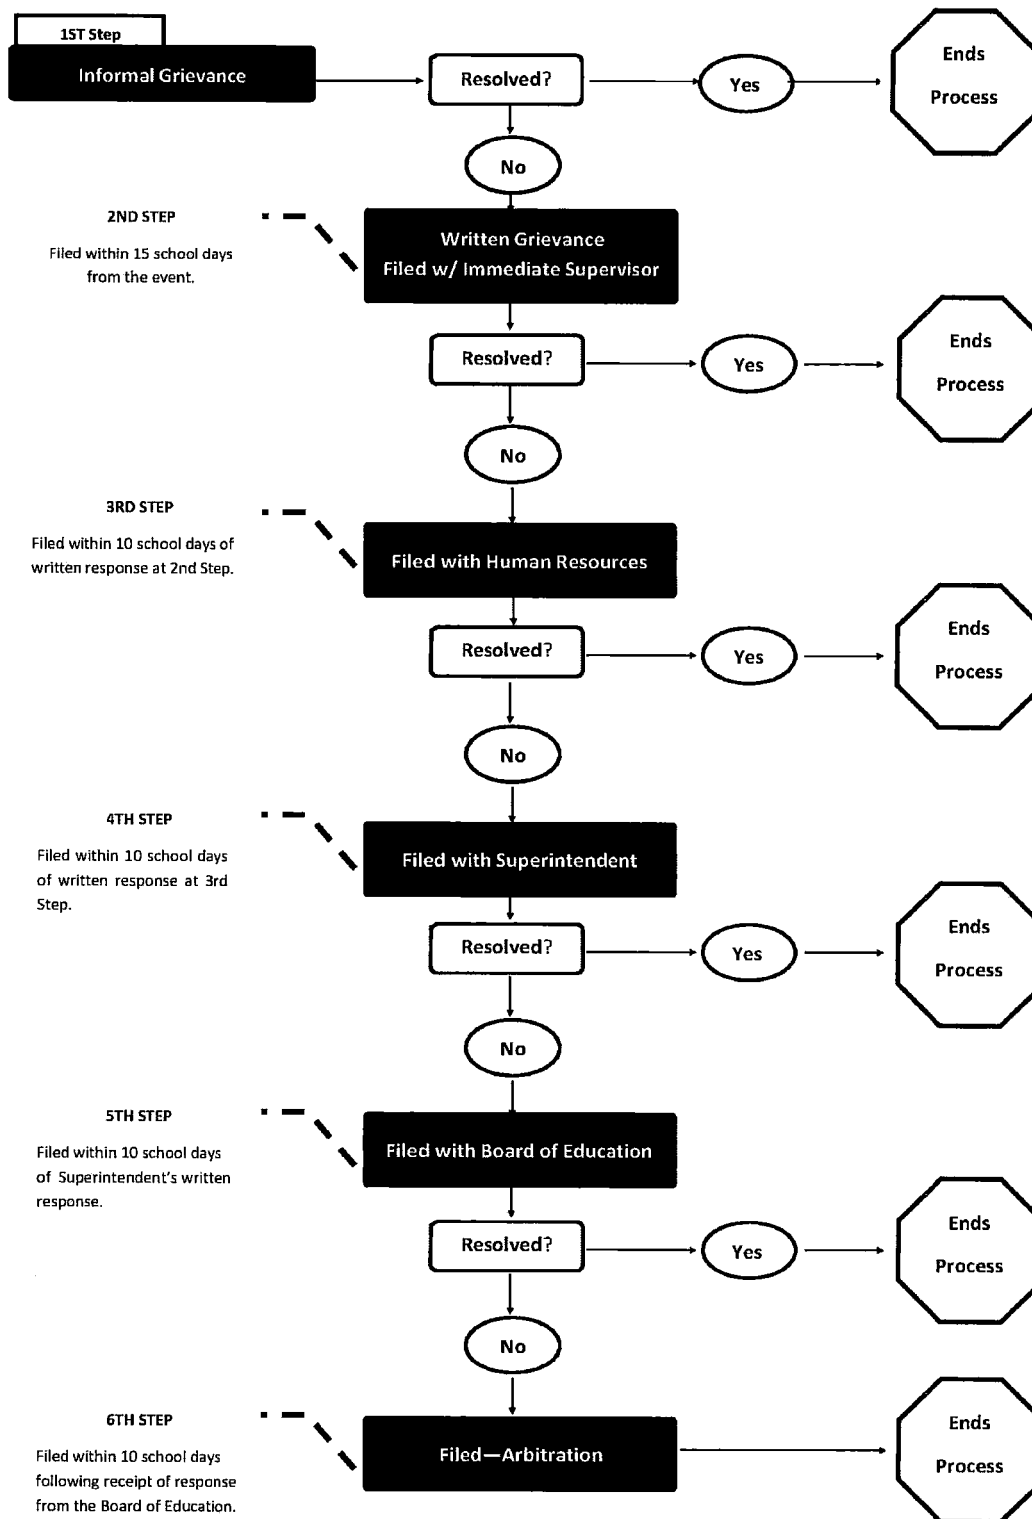 1ST Step
Informal Grievance
Resolved?
Yes
Ends
Process
No
2ND STEP
Filed within 15 school days
from the event.
Written Grievance
Filed w/ Immediate Supervisor
Resolved?
Yes
Ends
Process
No
3RD STEP
Filed within 10 school days of
written response at 2nd Step.
Filed with Human Resources
Resolved?
Yes
Ends
Process
No
4TH STEP
Filed within 10 school days
of written response at 3rd
Step.
Filed with Superintendent
Resolved?
Yes
Ends
Process
No
5TH STEP
Filed within 10 school days
of Superintendent's written
response.
Filed with Board of Education
Resolved?
Yes
Ends
Process
No
6TH STEP
Filed within 10 school days
following receipt of response
from the Board of Education.
Filed—Arbitration
Ends
Process